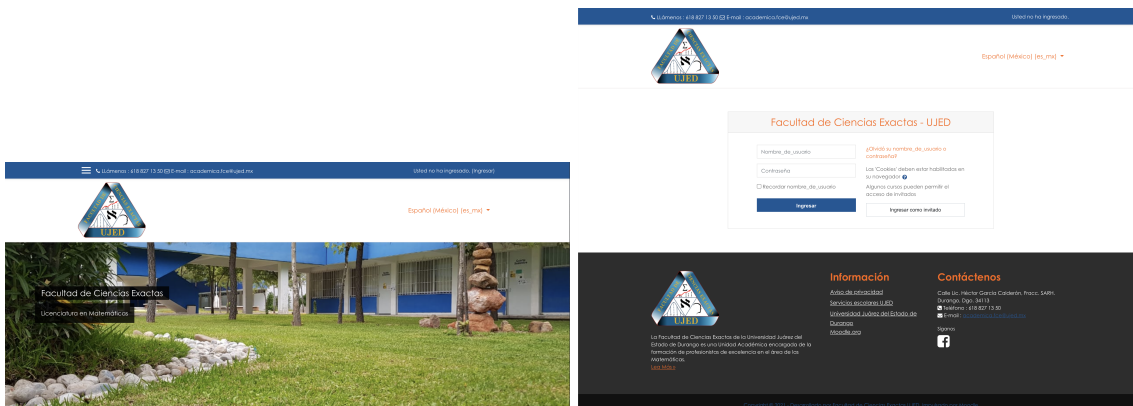 LLámenos : 618 827 13 50 E-mail : academica.fce@ujed.mx
Usted no ha ingresado. (Ingresar)
UJED
Español (México) (es_mx)
Facultad de Ciencias Exactas
Licenciatura en Matemáticas
LLámenos : 618 827 13 50 E-mail : academica.fce@ujed.mx
Usted no ha ingresado.
UJED
Español (México) (es_mx)
Facultad de Ciencias Exactas - UJED
Nombre_de_usuario
Contraseña
Recordar nombre_de_usuario
Ingresar
¿Olvidó su nombre_de_usuario o
contraseña?
Las 'Cookies' deben estar habilitadas en
su navegador
Algunos cursos pueden permitir el
acceso de invitados
Ingresar como invitado
UJED
La Facultad de Ciencias Exactas de la Universidad Juárez del
Estado de Durango es una Unidad Académica encargada de la
formación de profesionistas de excelencia en el área de las
Matemáticas.
Lea Más »
Información
Aviso de privacidad
Servicios escolares UJED
Universidad Juárez del Estado de
Durango
Moodle.org
Contáctenos
Calle Lic. Héctor García Calderón, Fracc. SARH.
Durango, Dgo. 34113
Teléfono : 618 827 13 50
E-mail :
Síganos